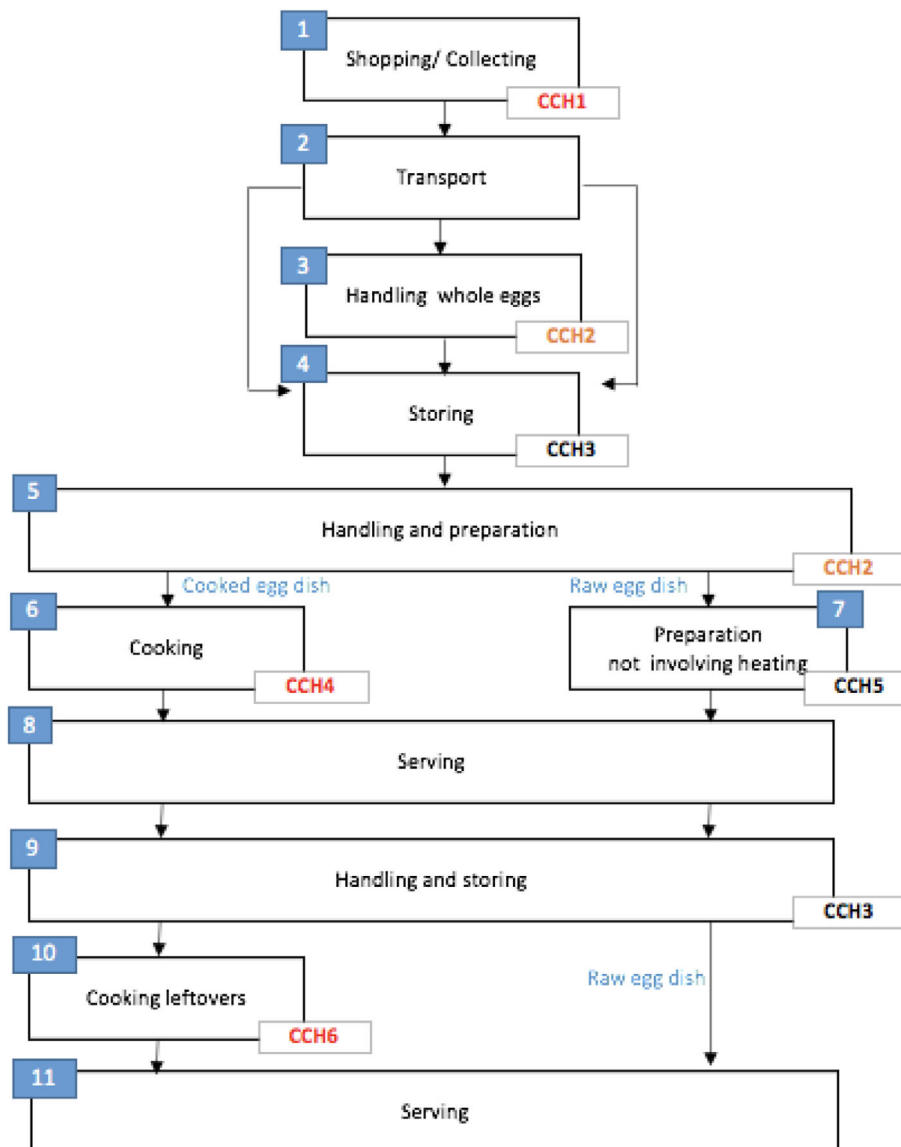 1
Shopping/ Collecting
CCH1
2
Transport
3
Handling whole eggs
CCH2
4
Storing
CCH3
5
Handling and preparation
CCH2
Cooked egg dish
Raw egg dish
6
Cooking
CCH4
7
Preparation
not involving heating
CCH5
8
Serving
9
Handling and storing
CCH3
10
Cooking leftovers
CCH6
Raw egg dish
11
Serving